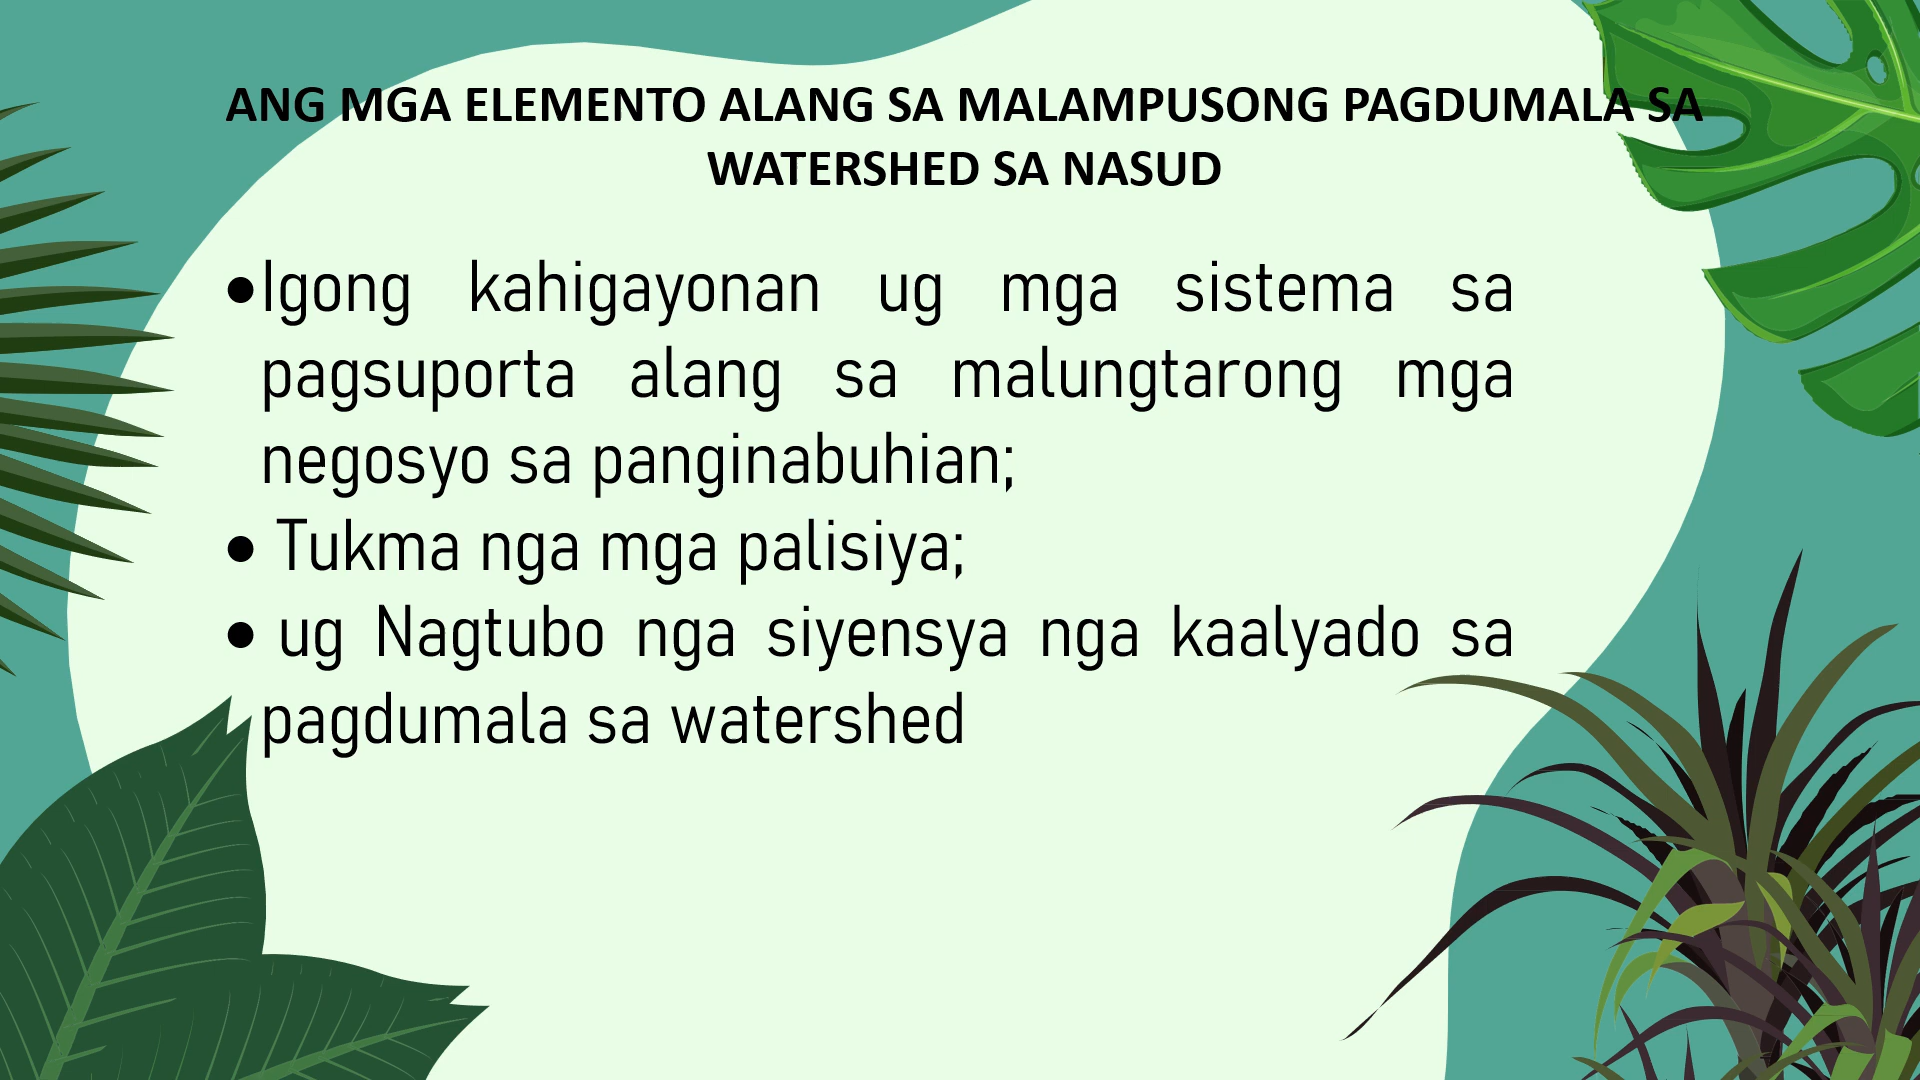 ANG MGA ELEMENTO ALANG SA MALAMPUSONG PAGDUMALA SA
WATERSHED SA NASUD
•Igong kahigayonan ug mga sistema sa
pagsuporta alang sa malungtarong mga
negosyo sa panginabuhian;
• Tukma nga mga palisiya;
• ug Nagtubo nga siyensya nga kaalyado sa
pagdumala sa watershed